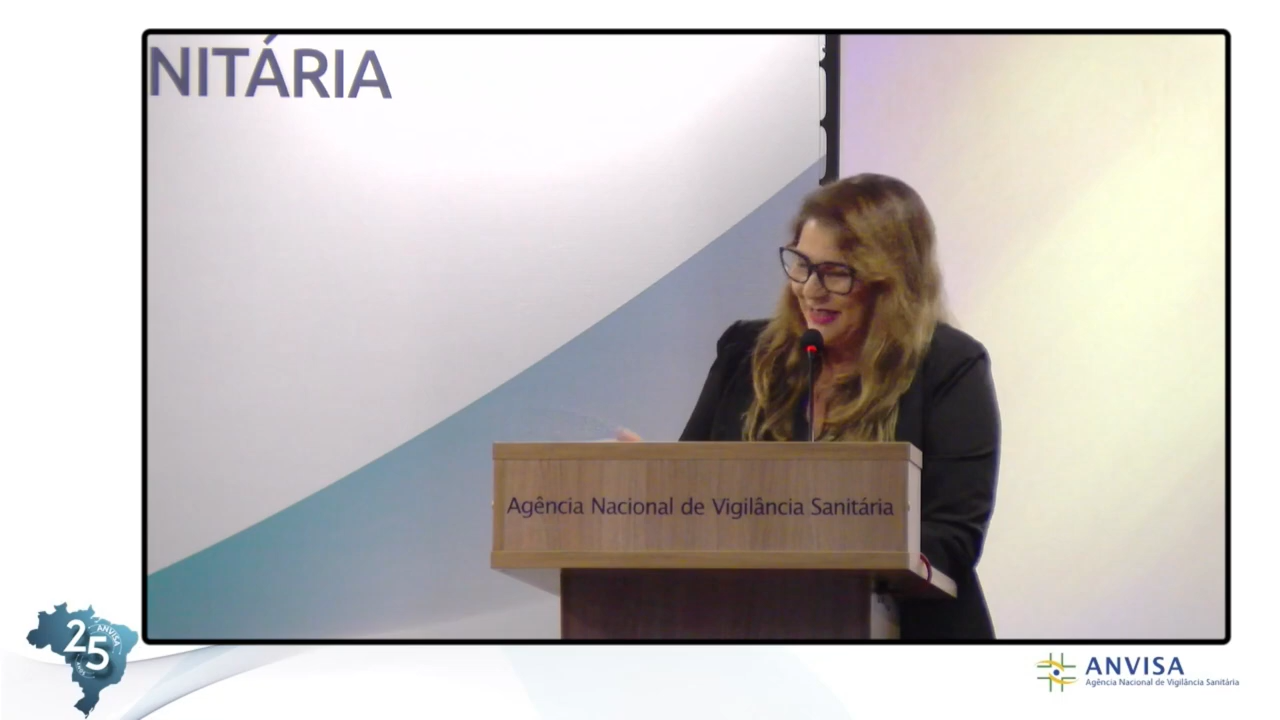 NITÁRIA
Agência Nacional de Vigilância Sanitária
25
ANVISA
ANVISA
Agência Nacional de Vigilância Sanitária